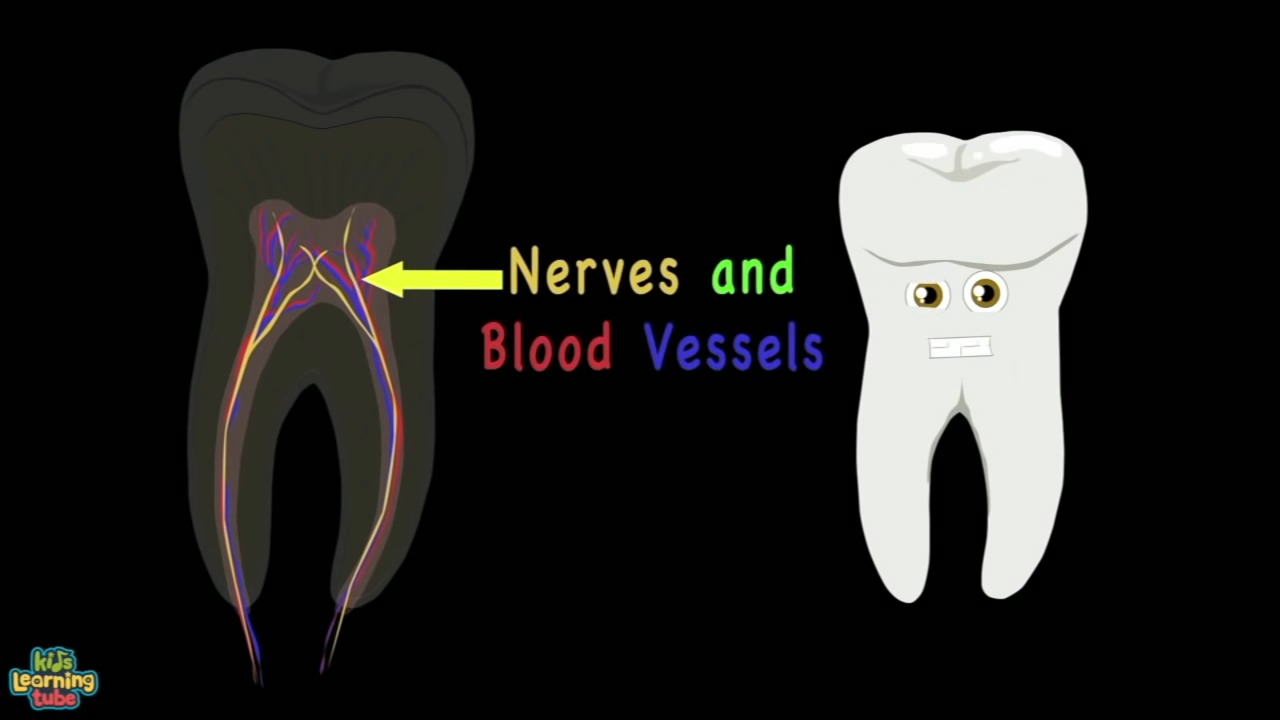 Nerves and
Blood Vessels
kids
Learning
tube